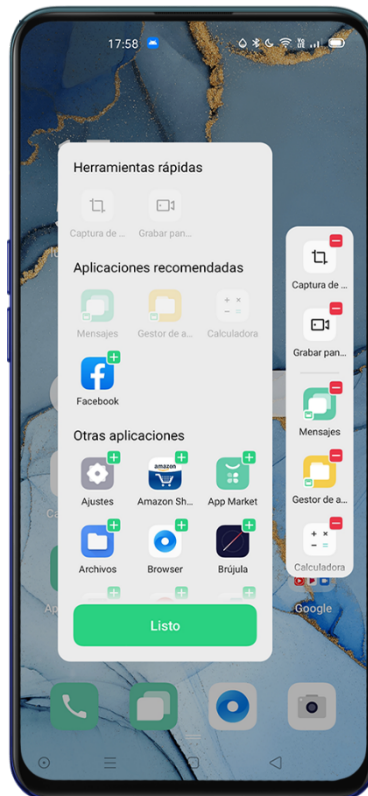 17:58
Herramientas rápidas
Captura de ...
Grabar pan...
Aplicaciones recomendadas
Mensajes
Gestor de a...
Calculadora
Facebook
Otras aplicaciones
Ajustes
amazon
Amazon Sh...
App Market
Archivos
Browser
Brújula
Listo
Captura de ...
Grabar pan...
Mensajes
Gestor de a...
Calculadora
Google